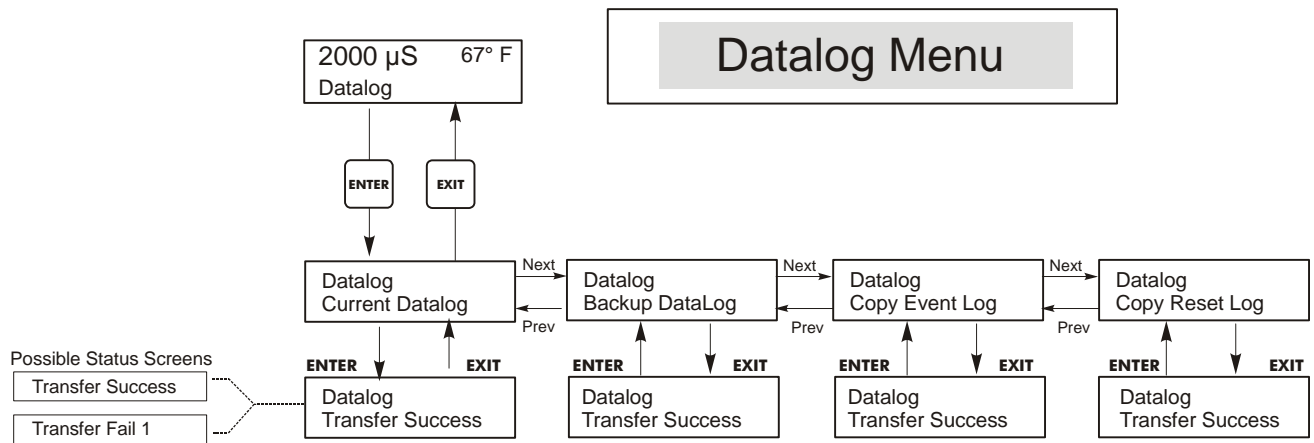 Datalog Menu
2000 µS 67° F
Datalog
ENTER EXIT
Datalog
Current Datalog
Next
Prev
Datalog
Backup DataLog
Next
Prev
Datalog
Copy Event Log
Next
Prev
Datalog
Copy Reset Log
Possible Status Screens
Transfer Success
Transfer Fail 1
ENTER EXIT
Datalog
Transfer Success
ENTER EXIT
Datalog
Transfer Success
ENTER EXIT
Datalog
Transfer Success
ENTER EXIT
Datalog
Transfer Success